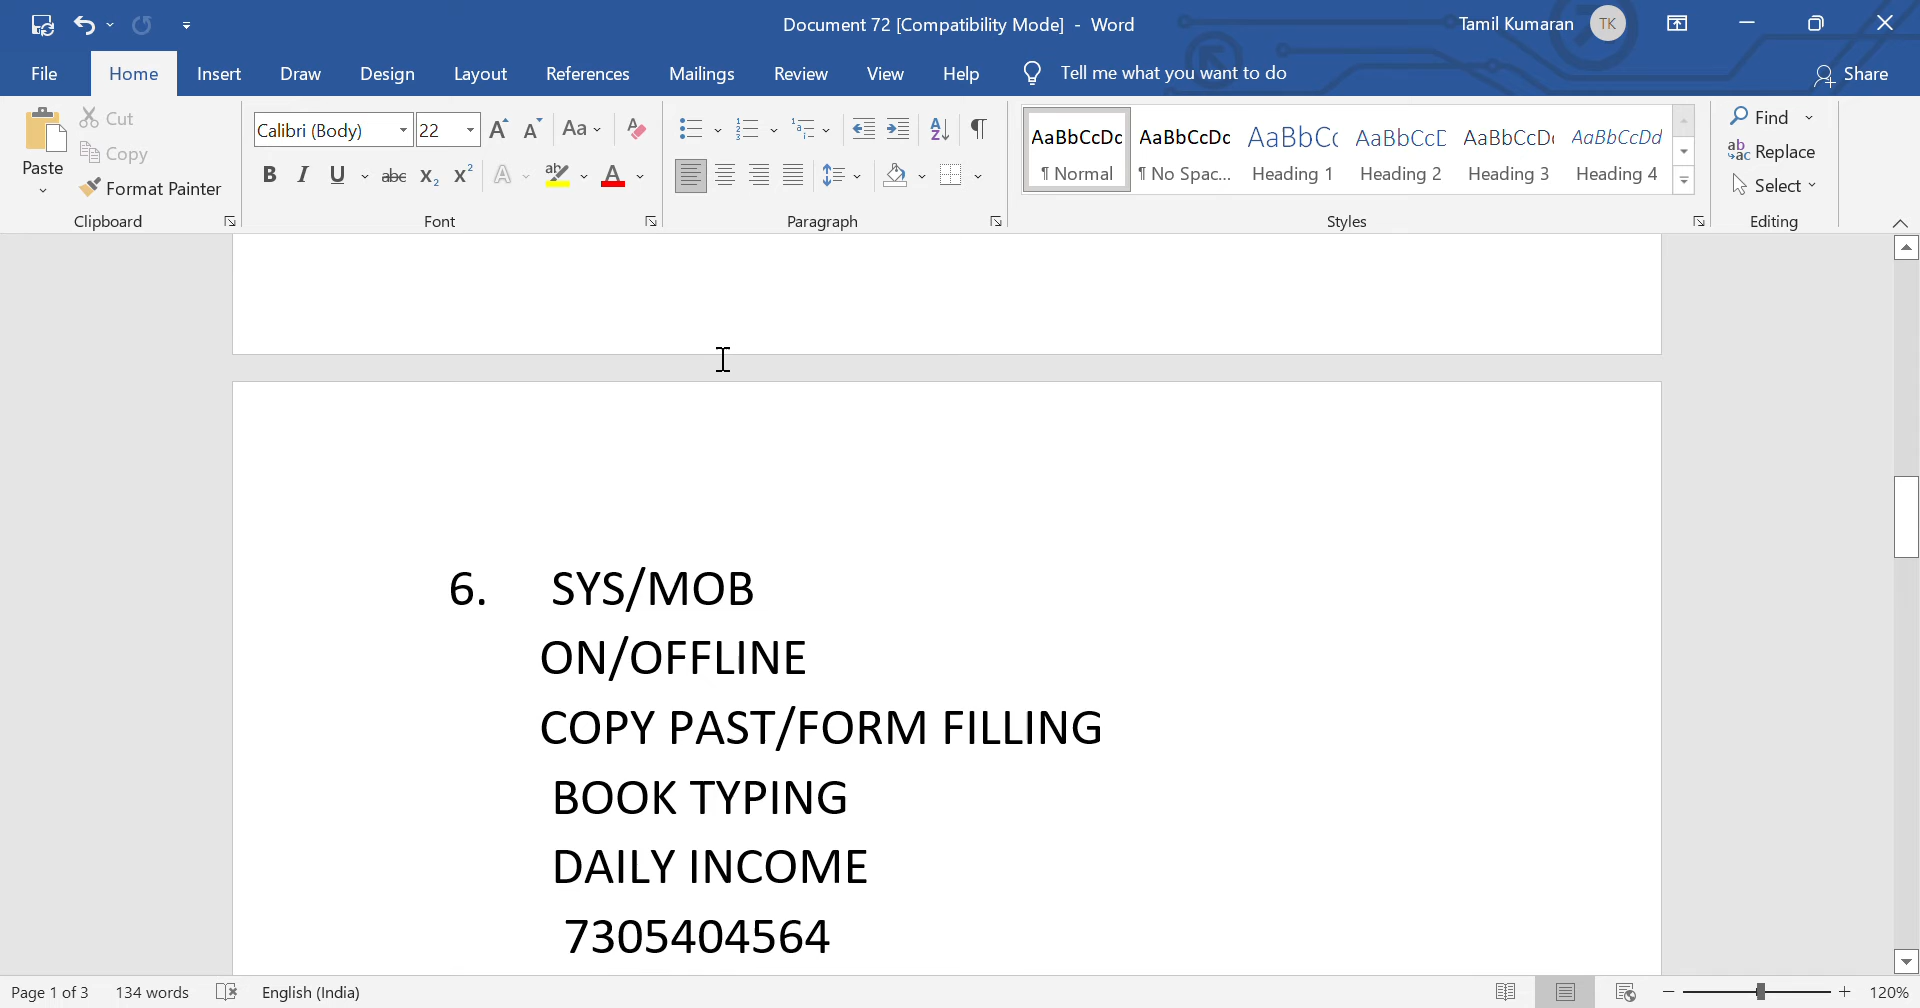 Document 72 [Compatibility Mode] - Word
Tamil Kumaran TK
File Home Insert Draw Design Layout References Mailings Review View Help Tell me what you want to do Share
Paste
Cut
Copy
Format Painter
Clipboard
Calibri (Body) 22
Font
Paragraph
AaBbCcDc AaBbCcDc AaBbCc AaBbCcD AaBbCcDc AaBbCcDd
¶ Normal ¶ No Spac... Heading 1 Heading 2 Heading 3 Heading 4
Styles
Find
Replace
Select
Editing
6. SYS/MOB
ON/OFFLINE
COPY PAST/FORM FILLING
BOOK TYPING
DAILY INCOME
7305404564
Page 1 of 3 134 words English (India) 120%